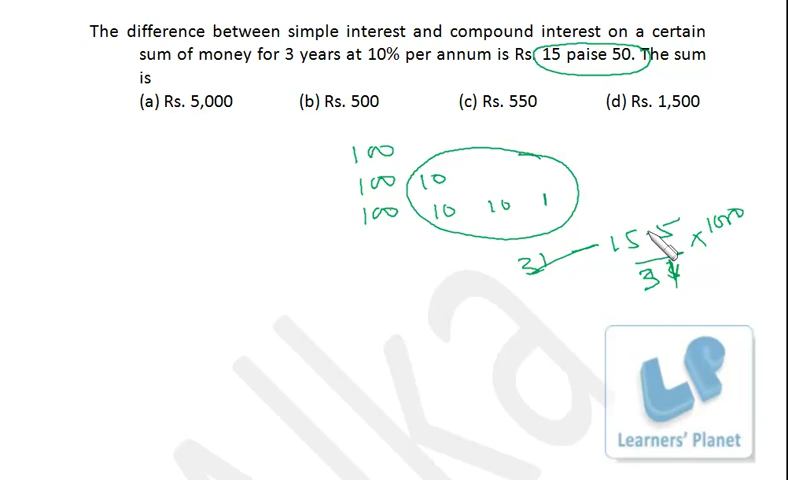 The difference between simple interest and compound interest on a certain
sum of money for 3 years at 10% per annum is Rs. 15 paise 50. The sum
is
(a) Rs. 5,000 (b) Rs. 500 (c) Rs. 550 (d) Rs. 1,500
100
100 10
100 10 10 1
31 15.5 × 1000
31
Alka
LP
Learners' Planet